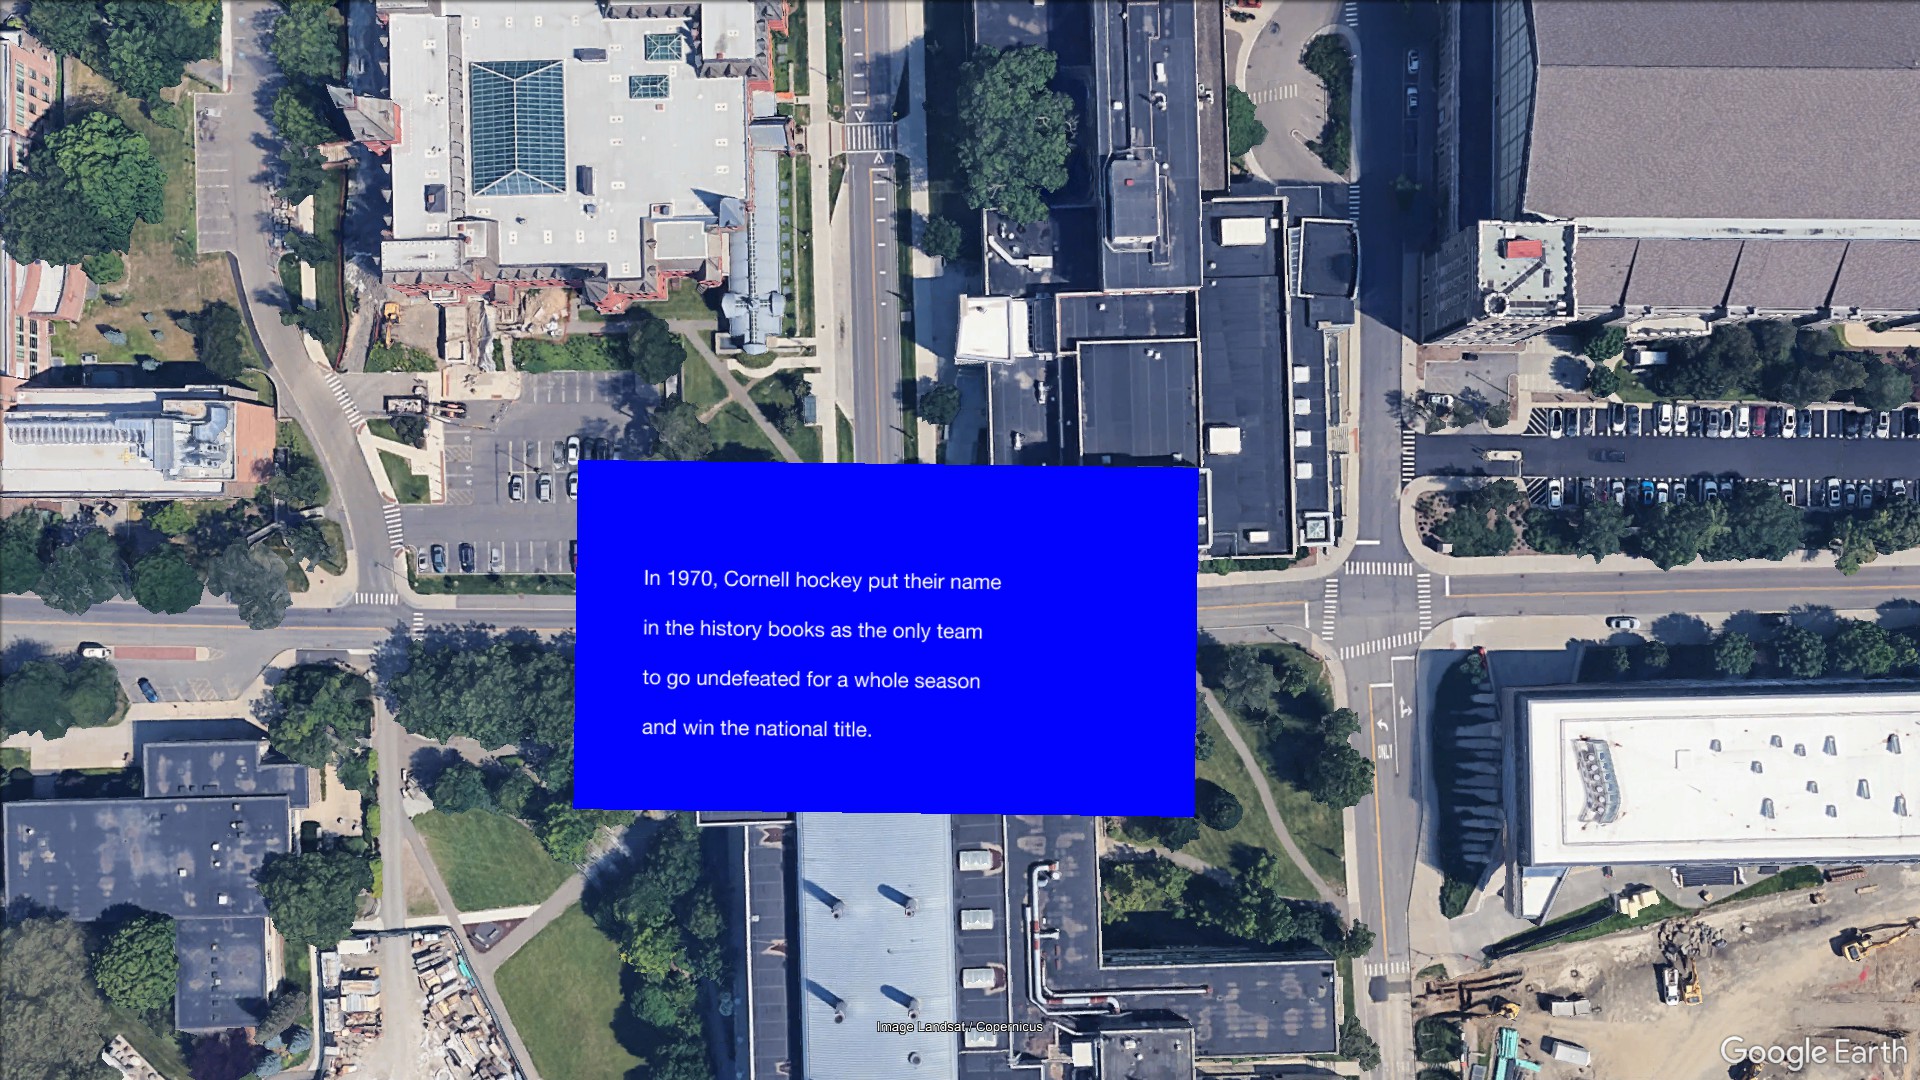 In 1970, Cornell hockey put their name
in the history books as the only team
to go undefeated for a whole season
and win the national title.
ONLY
Image Landsat / Copernicus
Google Earth